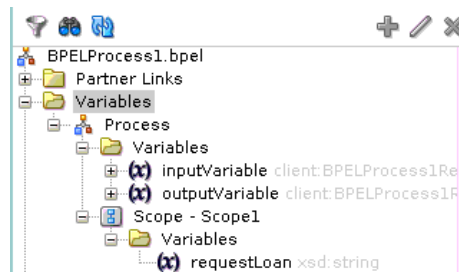 BPELProcess1.bpel
Partner Links
Variables
Process
Variables
(x) inputVariable client:BPELProcess1Re
(x) outputVariable client:BPELProcess1R
Scope - Scope1
Variables
(x) requestLoan xsd:string